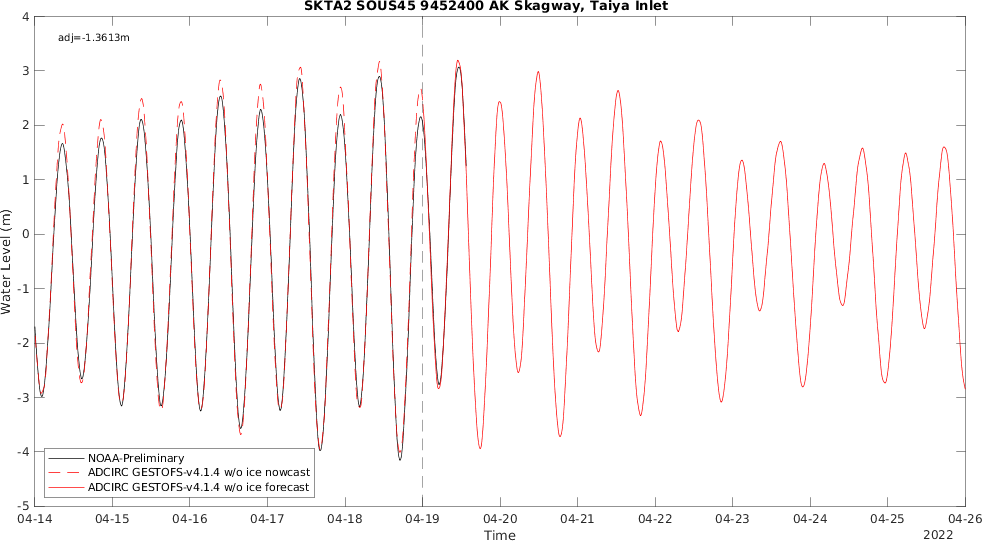 SKTA2 SOUS45 9452400 AK Skagway, Taiya Inlet
adj=-1.3613m
4
3
2
1
0
-1
-2
-3
-4
-5
Water Level (m)
NOAA-Preliminary
ADCIRC GESTOFS-v4.1.4 w/o ice nowcast
ADCIRC GESTOFS-v4.1.4 w/o ice forecast
04-14 04-15 04-16 04-17 04-18 04-19 04-20 04-21 04-22 04-23 04-24 04-25 04-26
Time
2022